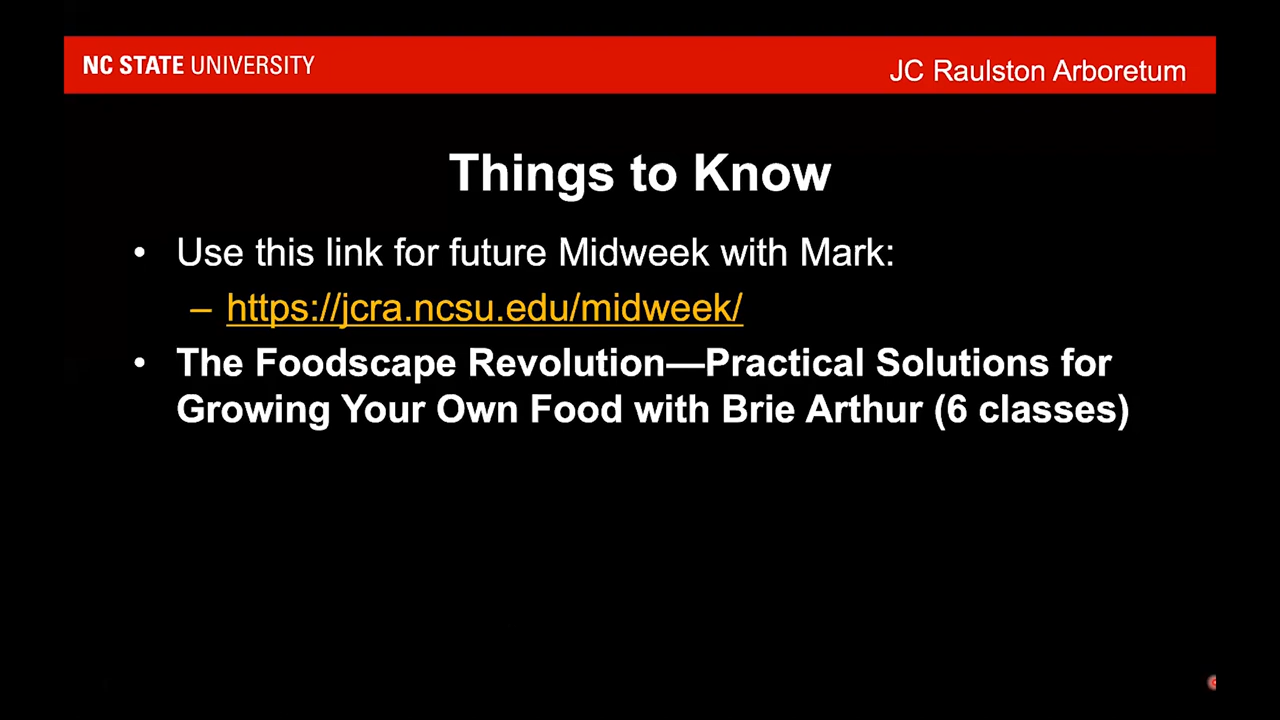 NC STATE UNIVERSITY
JC Raulston Arboretum
Things to Know
• Use this link for future Midweek with Mark:
– https://jcra.ncsu.edu/midweek/
• The Foodscape Revolution—Practical Solutions for
Growing Your Own Food with Brie Arthur (6 classes)